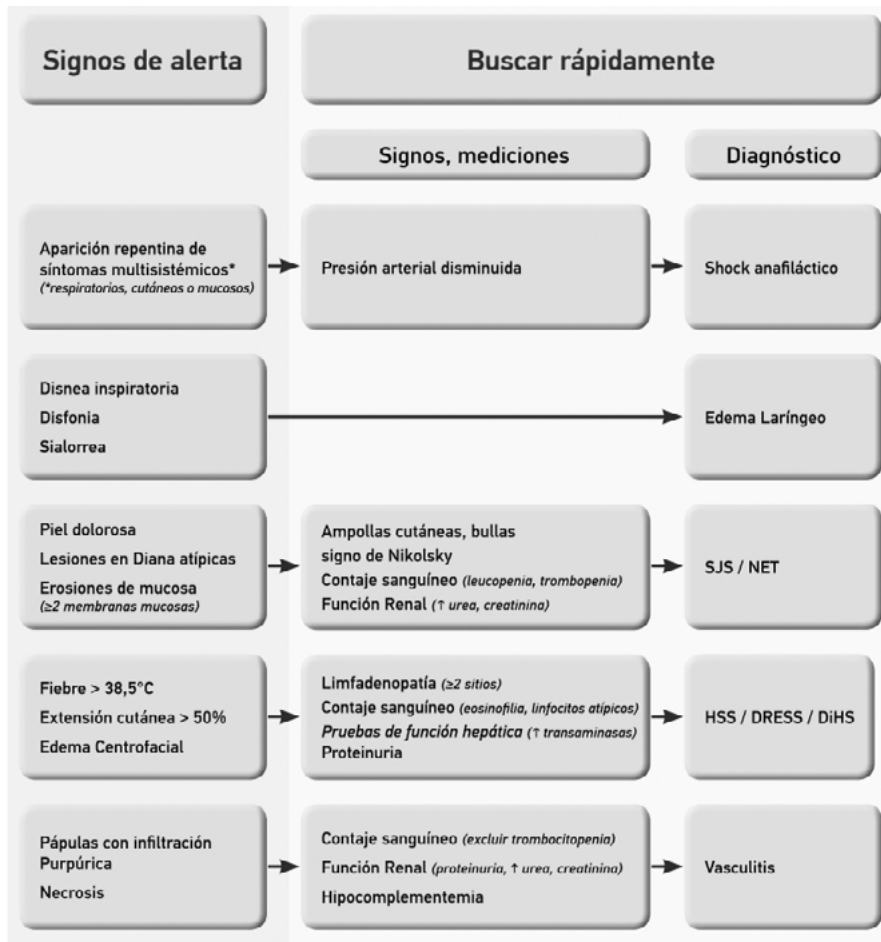 Signos de alerta
Buscar rápidamente
Signos, mediciones
Diagnóstico
Aparición repentina de
síntomas multisistémicos*
(*respiratorios, cutáneos o mucosos)
Presión arterial disminuida
Shock anafiláctico
Disnea inspiratoria
Disfonia
Sialorrea
Edema Laríngeo
Piel dolorosa
Lesiones en Diana atípicas
Erosiones de mucosa
(≥2 membranas mucosas)
Ampollas cutáneas, bullas
signo de Nikolsky
Contaje sanguíneo (leucopenia, trombopenia)
Función Renal (↑ urea, creatinina)
SJS / NET
Fiebre > 38,5°C
Extensión cutánea > 50%
Edema Centrofacial
Limfadenopatía (≥2 sitios)
Contaje sanguíneo (eosinofilia, linfocitos atípicos)
Pruebas de función hepática (↑ transaminasas)
Proteinuria
HSS / DRESS / DiHS
Pápulas con infiltración
Purpúrica
Necrosis
Contaje sanguíneo (excluir trombocitopenia)
Función Renal (proteinuria, ↑ urea, creatinina)
Hipocomplementemia
Vasculitis